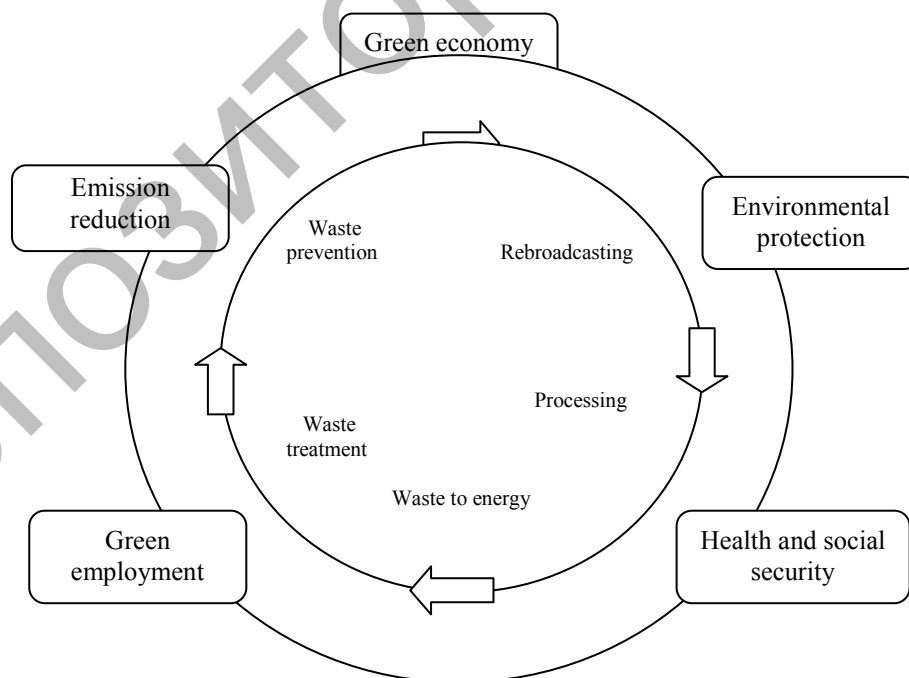 Green economy
Emission
reduction
Environmental
protection
Waste
prevention
Rebroadcasting
Processing
Waste
treatment
Waste to energy
Green
employment
Health and social
security